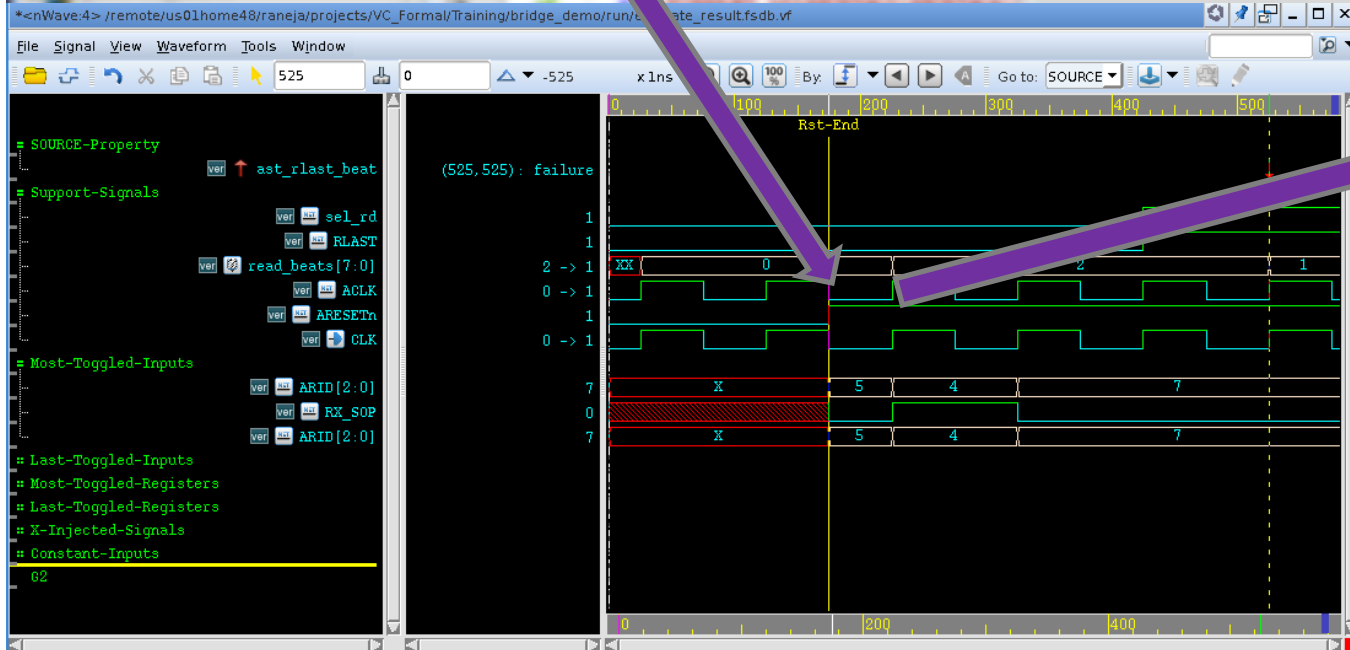 *<nWave:4> /remote/us01home48/raneja/projects/VC_Formal/Training/bridge_demo/run/ ate_result.fsdb.vf
File Signal View Waveform Tools Window
525 0 -525 x 1ns 100 % By: Go to: SOURCE
0 100 200 300 400 500
Rst-End
SOURCE-Property
ver ast_rlast_beat (525,525): failure
Support-Signals
ver sel_rd 1
ver RLAST 1
ver read_beats[7:0] 2 -> 1 XX 0 2 1
ver ACLK 0 -> 1
ver ARESETn 1
ver CLK 0 -> 1
Most-Toggled-Inputs
ver ARID[2:0] 7 X 5 4 7
ver RX_SOP 0
ver ARID[2:0] 7 X 5 4 7
Last-Toggled-Inputs
Most-Toggled-Registers
Last-Toggled-Registers
X-Injected-Signals
Constant-Inputs
G2
0 200 400